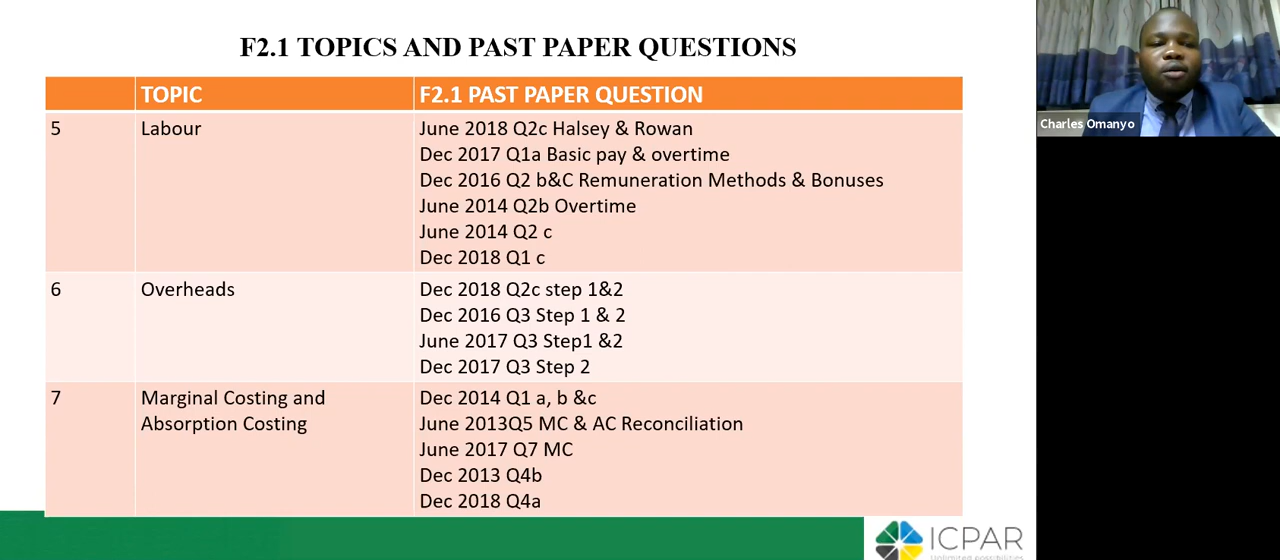 F2.1 TOPICS AND PAST PAPER QUESTIONS
TOPIC
F2.1 PAST PAPER QUESTION
5
Labour
June 2018 Q2c Halsey & Rowan
Dec 2017 Q1a Basic pay & overtime
Dec 2016 Q2 b&C Remuneration Methods & Bonuses
June 2014 Q2b Overtime
June 2014 Q2 c
Dec 2018 Q1 c
6
Overheads
Dec 2018 Q2c step 1&2
Dec 2016 Q3 Step 1 & 2
June 2017 Q3 Step1 &2
Dec 2017 Q3 Step 2
7
Marginal Costing and
Absorption Costing
Dec 2014 Q1 a, b &c
June 2013Q5 MC & AC Reconciliation
June 2017 Q7 MC
Dec 2013 Q4b
Dec 2018 Q4a
Charles Omanyo
ICPAR
Unlimited possibilities